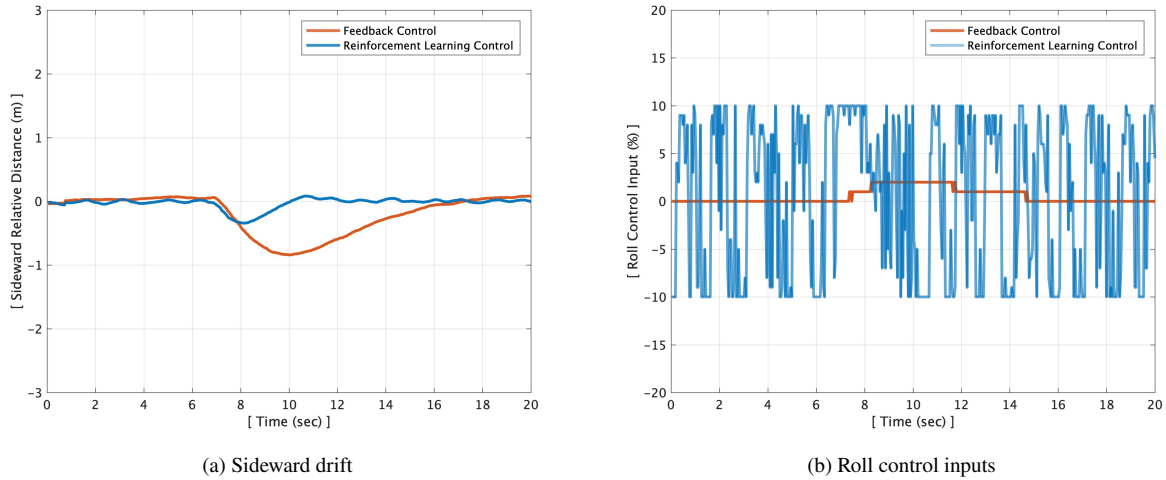 3
2
1
0
-1
-2
-3
[ Sideward Relative Distance (m) ]
Feedback Control
Reinforcement Learning Control
0 2 4 6 8 10 12 14 16 18 20
[ Time (sec) ]
(a) Sideward drift
20
15
10
5
0
-5
-10
-15
-20
[ Roll Control Input (%) ]
Feedback Control
Reinforcement Learning Control
0 2 4 6 8 10 12 14 16 18 20
[ Time (sec) ]
(b) Roll control inputs